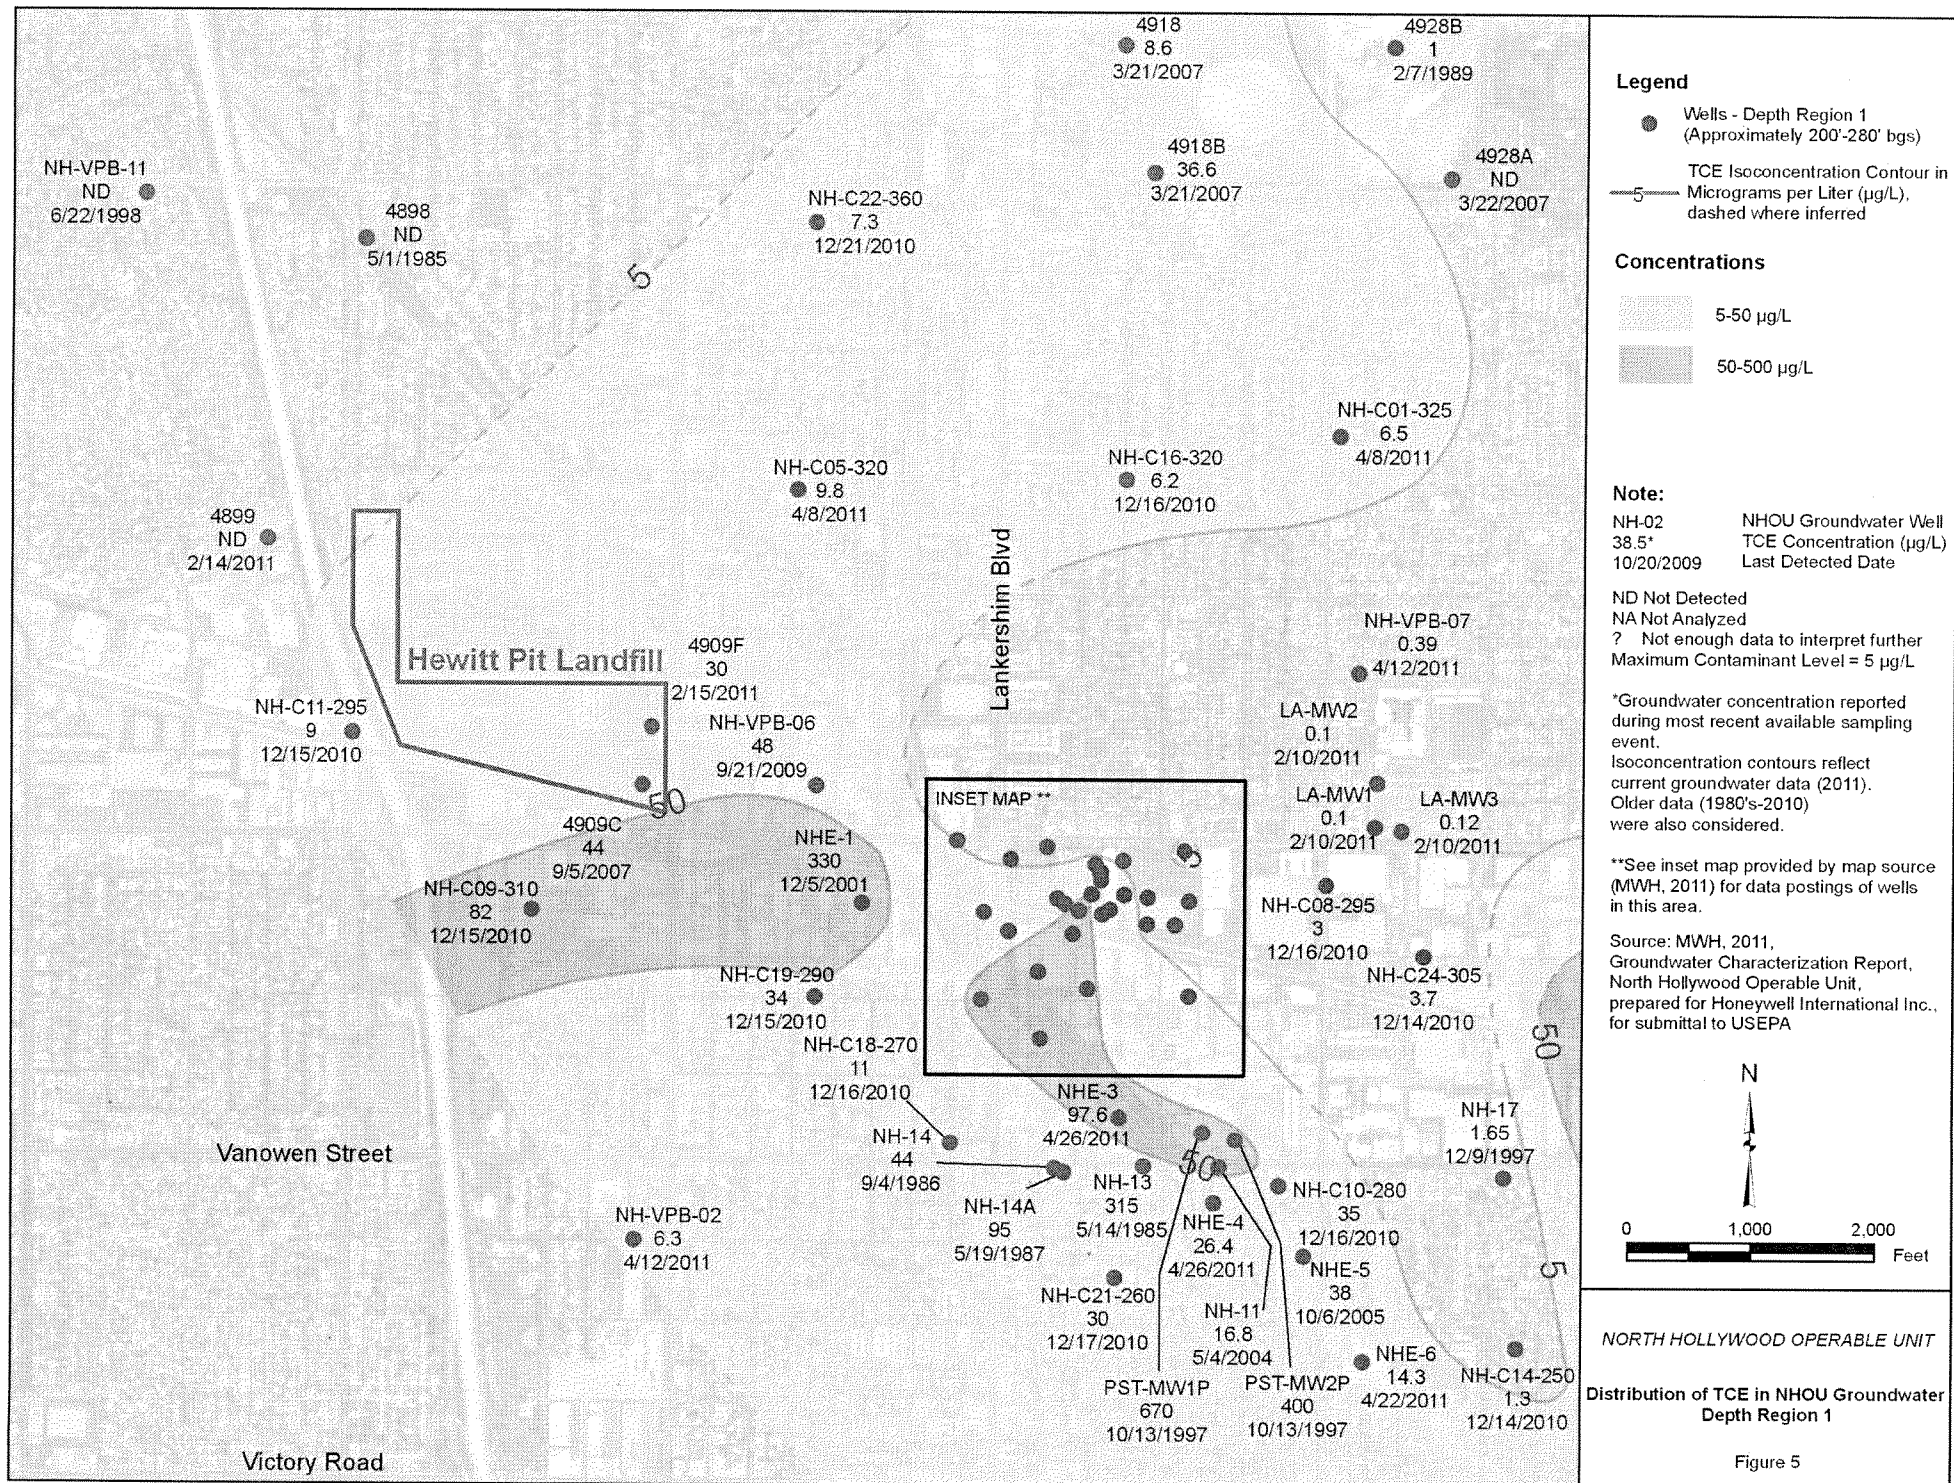 4918
8.6
3/21/2007
4928B
1
2/7/1989
NH-VPB-11
ND
6/22/1998
4898
ND
5/1/1985
NH-C22-360
7.3
12/21/2010
4918B
36.6
3/21/2007
4928A
ND
3/22/2007
5
NH-C01-325
6.5
4/8/2011
NH-C05-320
9.8
4/8/2011
NH-C16-320
6.2
12/16/2010
4899
ND
2/14/2011
Lankershim Blvd
Hewitt Pit Landfill
4909F
30
2/15/2011
NH-VPB-07
0.39
4/12/2011
NH-C11-295
9
12/15/2010
NH-VPB-06
48
9/21/2009
LA-MW2
0.1
2/10/2011
INSET MAP **
5
50
LA-MW1
0.1
2/10/2011
LA-MW3
0.12
2/10/2011
4909C
44
9/5/2007
NHE-1
330
12/5/2001
NH-C09-310
82
12/15/2010
NH-C08-295
3
12/16/2010
NH-C19-290
34
12/15/2010
NH-C24-305
3.7
12/14/2010
50
NH-C18-270
11
12/16/2010
NHE-3
97.6
4/26/2011
NH-17
1.65
12/9/1997
Vanowen Street
NH-14
44
9/4/1986
50
NH-14A
95
5/19/1987
NH-13
315
5/14/1985
NHE-4
26.4
4/26/2011
NH-C10-280
35
12/16/2010
NH-VPB-02
6.3
4/12/2011
NHE-5
38
10/6/2005
5
NH-C21-260
30
12/17/2010
NH-11
16.8
5/4/2004
NHE-6
14.3
4/22/2011
NH-C14-250
1.3
12/14/2010
PST-MW1P
670
10/13/1997
PST-MW2P
400
10/13/1997
Victory Road
Legend
Wells - Depth Region 1
(Approximately 200'-280' bgs)
5
TCE Isoconcentration Contour in
Micrograms per Liter (µg/L),
dashed where inferred
Concentrations
5-50 µg/L
50-500 µg/L
Note:
NH-02 NHOU Groundwater Well
38.5* TCE Concentration (µg/L)
10/20/2009 Last Detected Date
ND Not Detected
NA Not Analyzed
? Not enough data to interpret further
Maximum Contaminant Level = 5 µg/L
*Groundwater concentration reported
during most recent available sampling
event.
Isoconcentration contours reflect
current groundwater data (2011).
Older data (1980's-2010)
were also considered.
**See inset map provided by map source
(MWH, 2011) for data postings of wells
in this area.
Source: MWH, 2011,
Groundwater Characterization Report,
North Hollywood Operable Unit,
prepared for Honeywell International Inc.,
for submittal to USEPA
N
0 1,000 2,000
Feet
NORTH HOLLYWOOD OPERABLE UNIT
Distribution of TCE in NHOU Groundwater
Depth Region 1
Figure 5